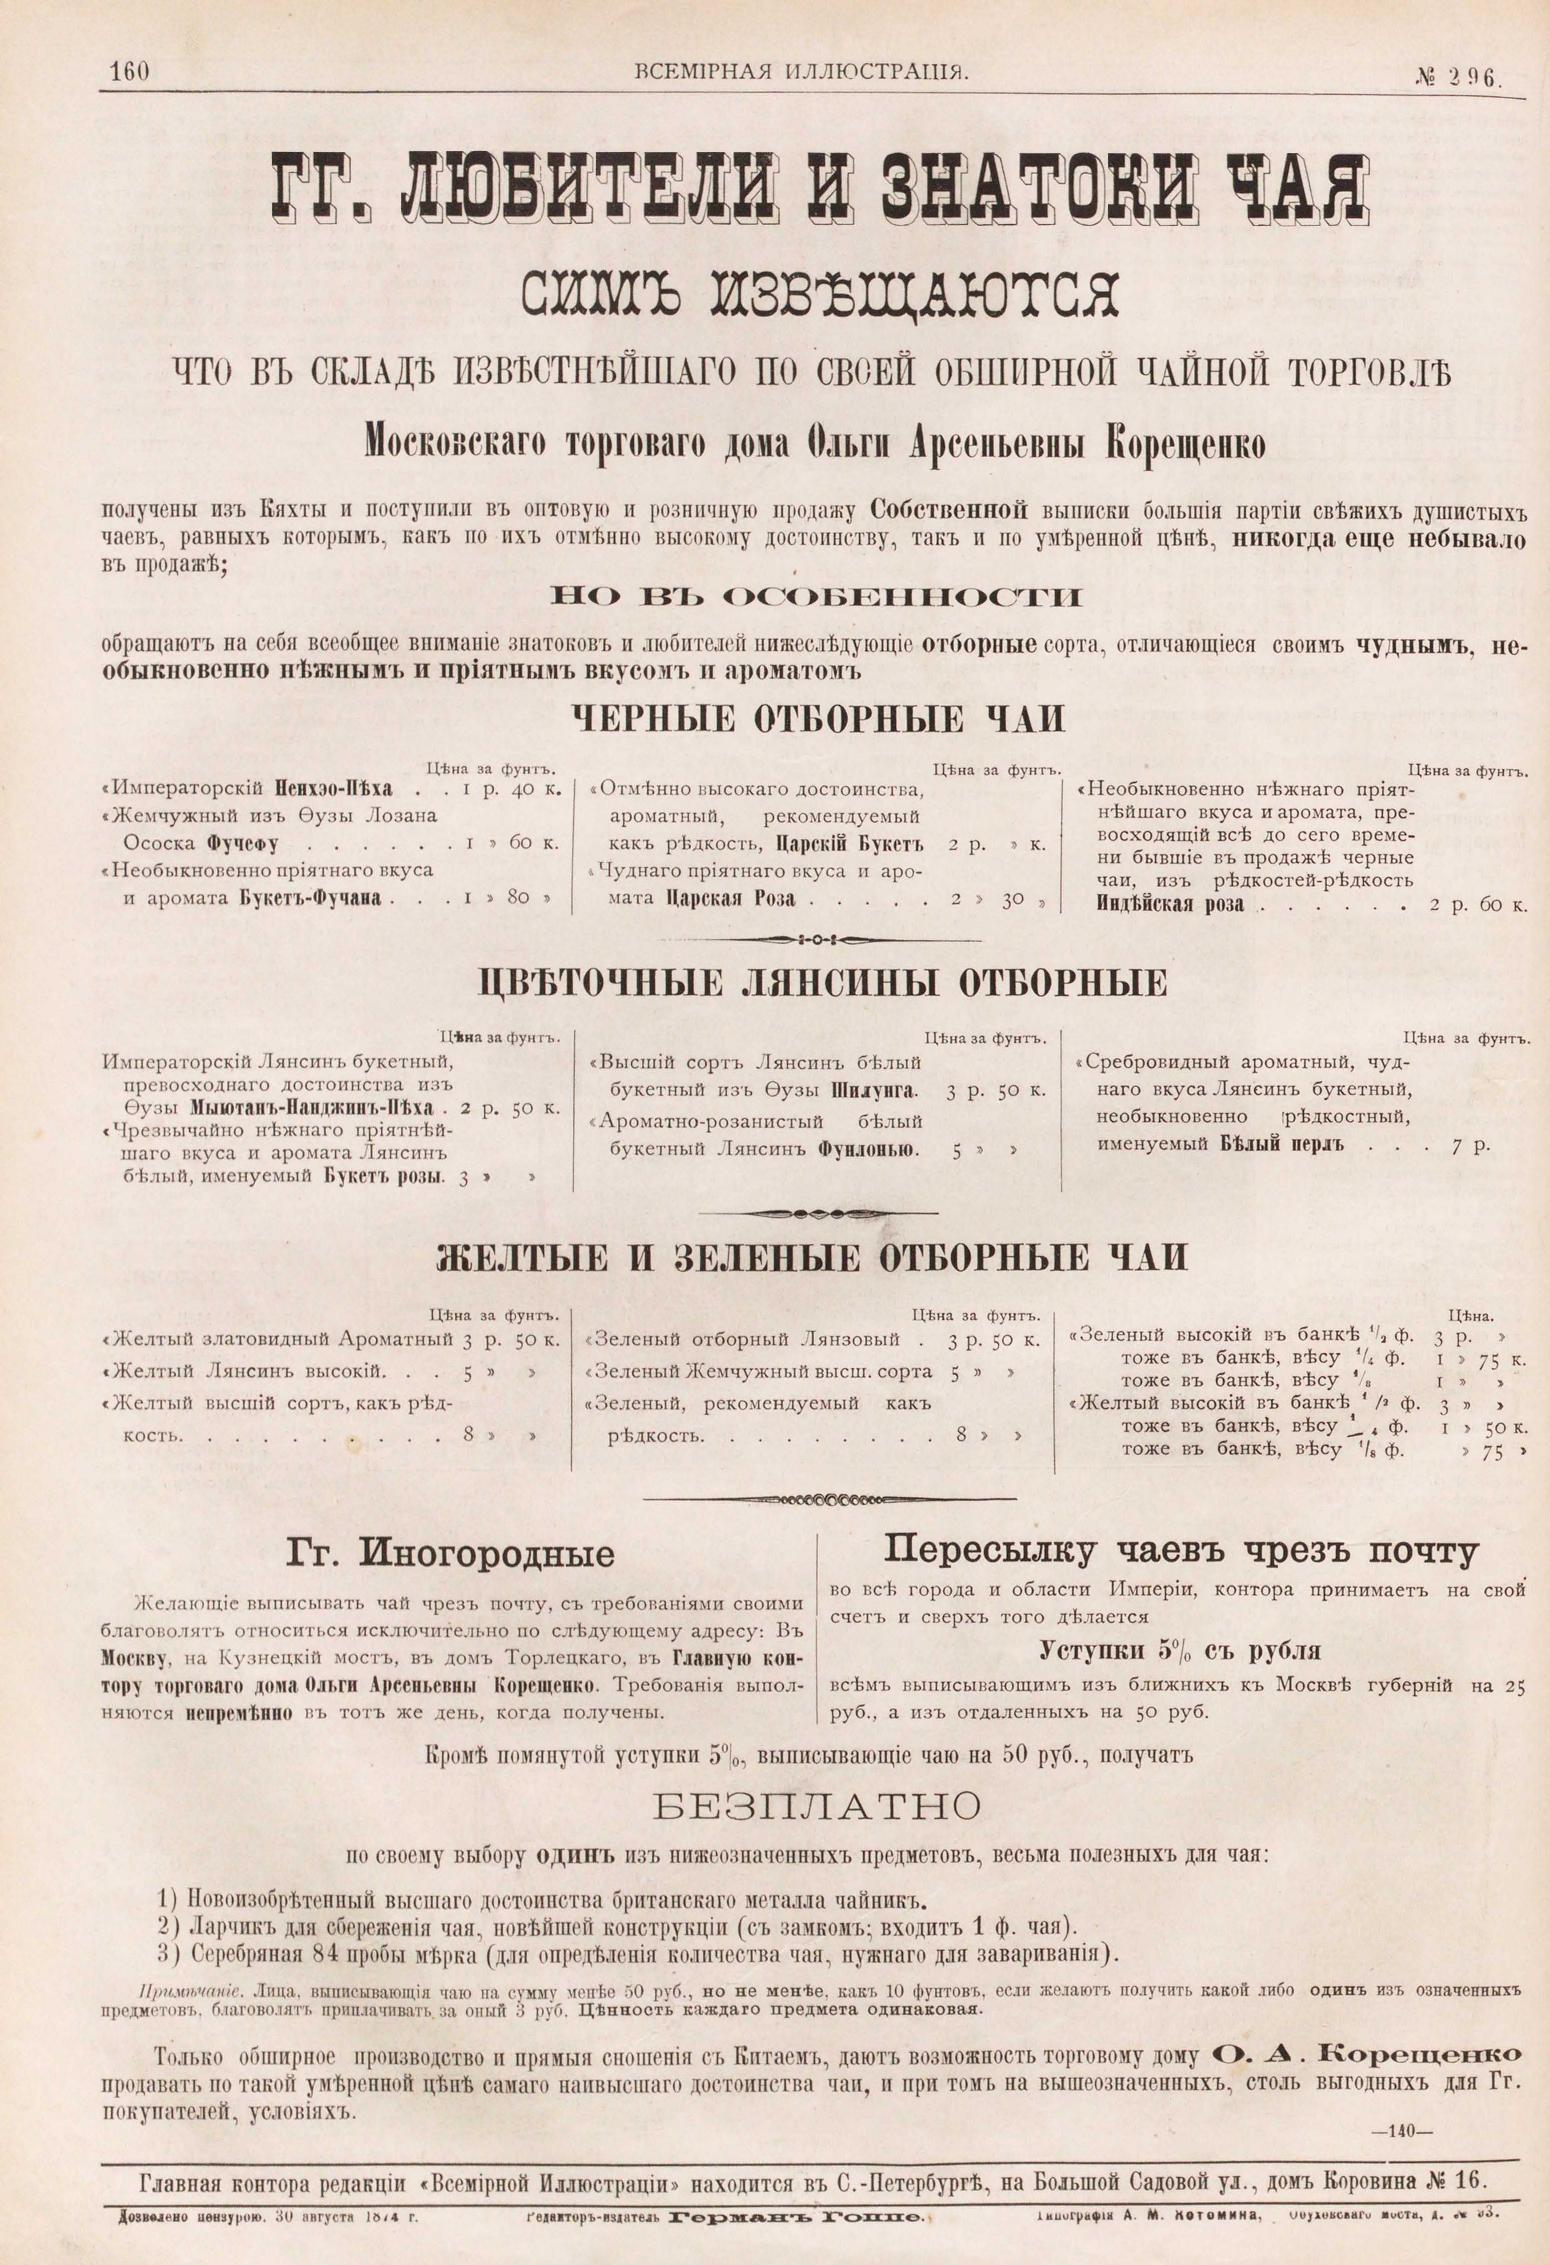 160
ВСЕМІРНАЯ ИЛЛЮСТРАЦІЯ.
№ 296.
ГГ. ЛЮБИТЕЛИ И ЗНАТОКИ ЧАЯ
СИМЪ ИЗВѢЩАЮТСЯ
ЧТО ВЪ СКЛАДѢ ИЗВѢСТНѢЙШАГО ПО СВОЕЙ ОБШИРНОЙ ЧАЙНОЙ ТОРГОВЛѢ
Московскаго торговаго дома Ольги Арсеньевны Корещенко
получены изъ Кяхты и поступили въ оптовую и розничную продажу Собственной выписки большія партіи свѣжихъ душистыхъ
чаевъ, равныхъ которымъ, какъ по ихъ отмѣнно высокому достоинству, такъ и по умѣренной цѣнѣ, никогда еще небывало
въ продажѣ;
НО ВЪ ОСОБЕННОСТИ
обращаютъ на себя всеобщее вниманіе знатоковъ и любителей нижеслѣдующіе отборные сорта, отличающіеся своимъ чуднымъ, не-
обыкновенно нѣжнымъ и пріятнымъ вкусомъ и ароматомъ
ЧЕРНЫЕ ОТБОРНЫЕ ЧАИ
Цѣна за фунтъ.
«Императорскій Ненхэо-Пѣха . . 1 р. 40 к.
«Жемчужный изъ Ѳузы Лозана
Ососка Фучефу . . . . . . 1 » 60 к.
«Необыкновенно пріятнаго вкуса
и аромата Букетъ-Фучана . . . 1 » 80 »
Цѣна за фунтъ.
«Отмѣнно высокаго достоинства,
ароматный, рекомендуемый
какъ рѣдкость, Царскій Букетъ 2 р. » к.
«Чуднаго пріятнаго вкуса и аро-
мата Царская Роза . . . . . 2 » 30 »
Цѣна за фунтъ.
«Необыкновенно нѣжнаго пріят-
нѣйшаго вкуса и аромата, пре-
восходящій всѣ до сего време-
ни бывшіе въ продажѣ черные
чаи, изъ рѣдкостей-рѣдкость
Индѣйская роза . . . . . . 2 р. 60 к.
ЦВѢТОЧНЫЕ ЛЯНСИНЫ ОТБОРНЫЕ
Цѣна за фунтъ.
Императорскій Лянсинъ букетный,
превосходнаго достоинства изъ
Ѳузы Мыютанъ-Нанджинъ-Пѣха . 2 р. 50 к.
«Чрезвычайно нѣжнаго пріятнѣй-
шаго вкуса и аромата Лянсинъ
бѣлый, именуемый Букетъ розы. 3 » »
Цѣна за фунтъ.
«Высшій сортъ Лянсинъ бѣлый
букетный изъ Ѳузы Шилунга. 3 р. 50 к.
«Ароматно-розанистый бѣлый
букетный Лянсинъ Фунлонью. 5 » »
Цѣна за фунтъ.
«Сребровидный ароматный, чуд-
наго вкуса Лянсинъ букетный,
необыкновенно рѣдкостный,
именуемый Бѣлый перлъ . . . 7 р.
ЖЕЛТЫЕ И ЗЕЛЕНЫЕ ОТБОРНЫЕ ЧАИ
Цѣна за фунтъ.
«Желтый златовидный Ароматный 3 р. 50 к.
«Желтый Лянсинъ высокій. . . 5 » »
«Желтый высшій сортъ, какъ рѣд-
кость. . . . . . . . . . 8 » »
Цѣна за фунтъ.
«Зеленый отборный Лянзовый . 3 р. 50 к.
«Зеленый Жемчужный высш. сорта 5 » »
«Зеленый, рекомендуемый какъ
рѣдкость. . . . . . . . . 8 » »
Цѣна.
«Зеленый высокій въ банкѣ 1/2 ф. 3 р. »
тоже въ банкѣ, вѣсу 1/4 ф. 1 » 75 к.
тоже въ банкѣ, вѣсу 1/8 1 » »
«Желтый высокій въ банкѣ 1/2 ф. 3 » »
тоже въ банкѣ, вѣсу 1/4 ф. 1 » 50 к.
тоже въ банкѣ, вѣсу 1/8 ф. » 75 »
Гг. Иногородные
Желающіе выписывать чай чрезъ почту, съ требованіями своими
благоволятъ относиться исключительно по слѣдующему адресу: Въ
Москву, на Кузнецкій мостъ, въ домъ Торлецкаго, въ Главную кон-
тору торговаго дома Ольги Арсеньевны Корещенко. Требованія выпол-
няются непремѣнно въ тотъ же день, когда получены.
Пересылку чаевъ чрезъ почту
во всѣ города и области Имперіи, контора принимаетъ на свой
счетъ и сверхъ того дѣлается
Уступки 5% съ рубля
всѣмъ выписывающимъ изъ ближнихъ къ Москвѣ губерній на 25
руб., а изъ отдаленныхъ на 50 руб.
Кромѣ помянутой уступки 5%, выписывающіе чаю на 50 руб., получатъ
БЕЗПЛАТНО
по своему выбору одинъ изъ нижеозначенныхъ предметовъ, весьма полезныхъ для чая:
1) Новоизобрѣтенный высшаго достоинства британскаго металла чайникъ.
2) Ларчикъ для сбереженія чая, новѣйшей конструкціи (съ замкомъ; входитъ 1 ф. чая).
3) Серебряная 84 пробы мѣрка (для опредѣленія количества чая, нужнаго для завариванія).
Примѣчаніе. Лица, выписывающія чаю на сумму менѣе 50 руб., но не менѣе, какъ 10 фунтовъ, если желаютъ получить какой либо одинъ изъ означенныхъ
предметовъ, благоволятъ приплачивать за оный 3 руб. Цѣнность каждаго предмета одинаковая.
Только обширное производство и прямыя сношенія съ Китаемъ, даютъ возможность торговому дому О. А. Корещенко
продавать по такой умѣренной цѣнѣ самаго наивысшаго достоинства чаи, и при томъ на вышеозначенныхъ, столь выгодныхъ для Гг.
покупателей, условіяхъ.
—140—
Главная контора редакціи «Всемірной Иллюстраціи» находится въ С.-Петербургѣ, на Большой Садовой ул., домъ Коровина № 16.
Дозволено цензурою. 30 августа 1874 г.
Редакторъ-издатель Германъ Гоппе.
Типографія А. М. Котомина, Обуховскаго моста, д. №